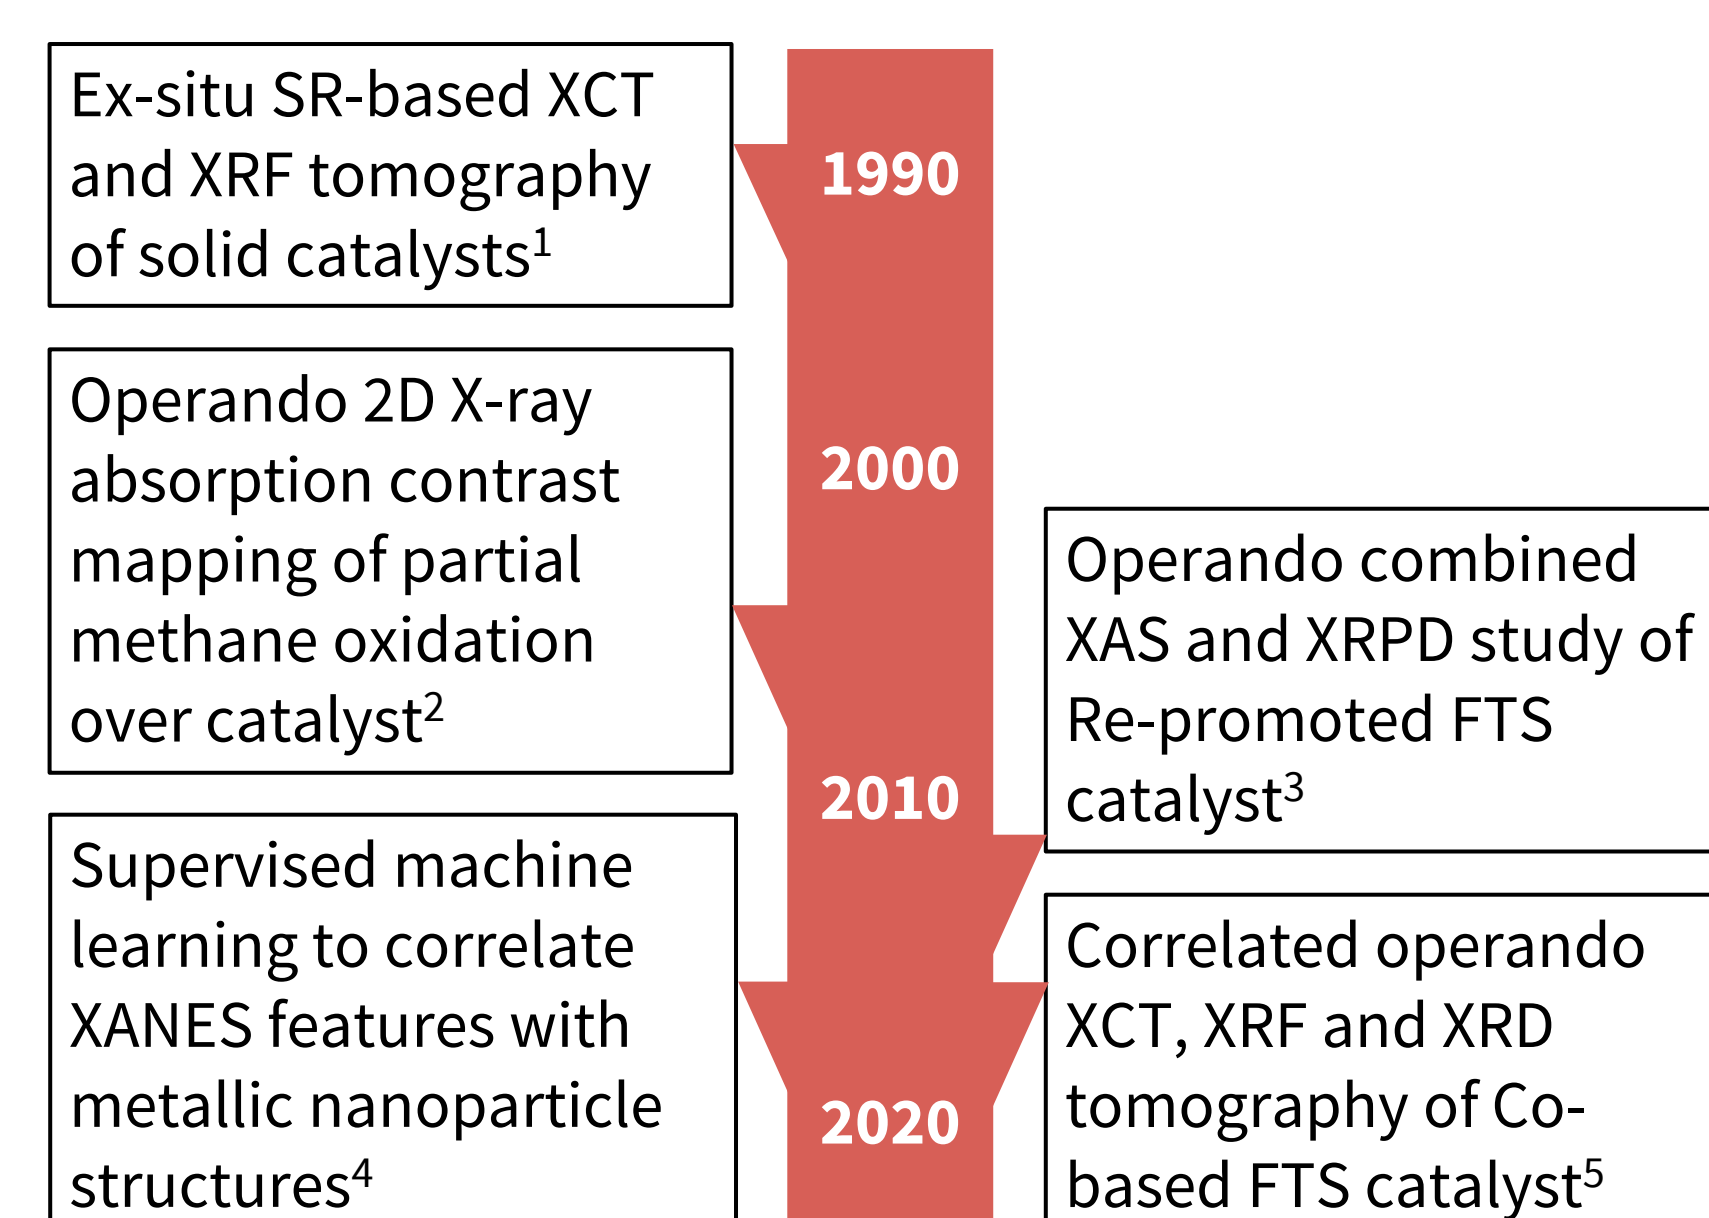 Ex-situ SR-based XCT
and XRF tomography
of solid catalysts¹
1990
Operando 2D X-ray
absorption contrast
mapping of partial
methane oxidation
over catalyst²
2000
Operando combined
XAS and XRPD study of
Re-promoted FTS
catalyst³
2010
Supervised machine
learning to correlate
XANES features with
metallic nanoparticle
structures⁴
Correlated operando
XCT, XRF and XRD
tomography of Co-
based FTS catalyst⁵
2020